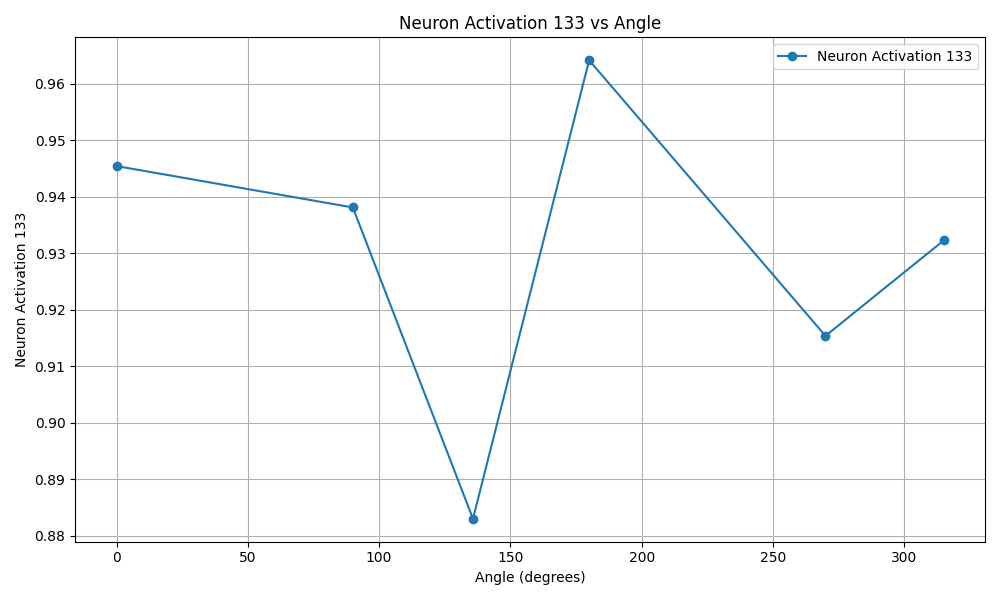 Neuron Activation 133 vs Angle
Neuron Activation 133
0.96
0.95
0.94
0.93
0.92
0.91
0.90
0.89
0.88
Neuron Activation 133
0 50 100 150 200 250 300
Angle (degrees)